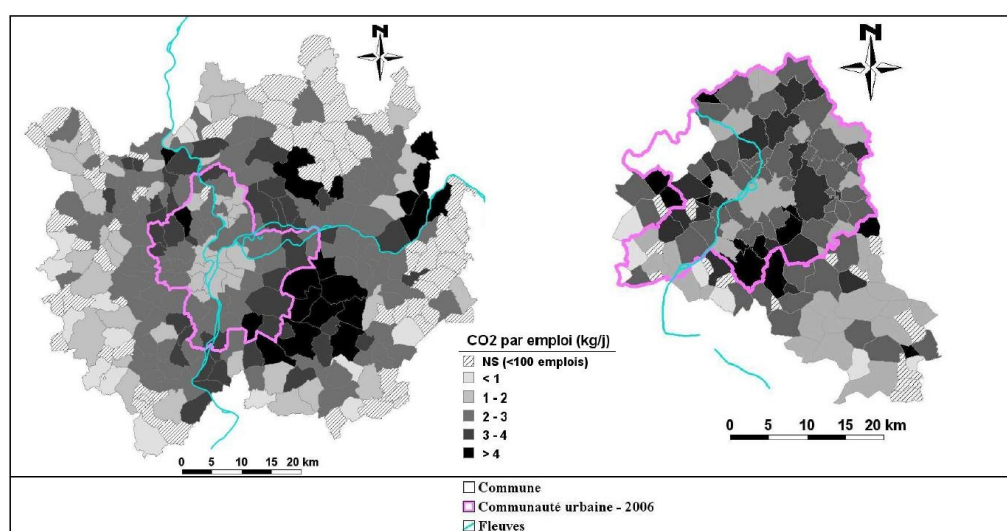 N
N
CO2 par emploi (kg/j)
NS (<100 emplois)
< 1
1 - 2
2 - 3
3 - 4
> 4
0 5 10 15 20 km
0 5 10 15 20 km
Commune
Communauté urbaine - 2006
Fleuves